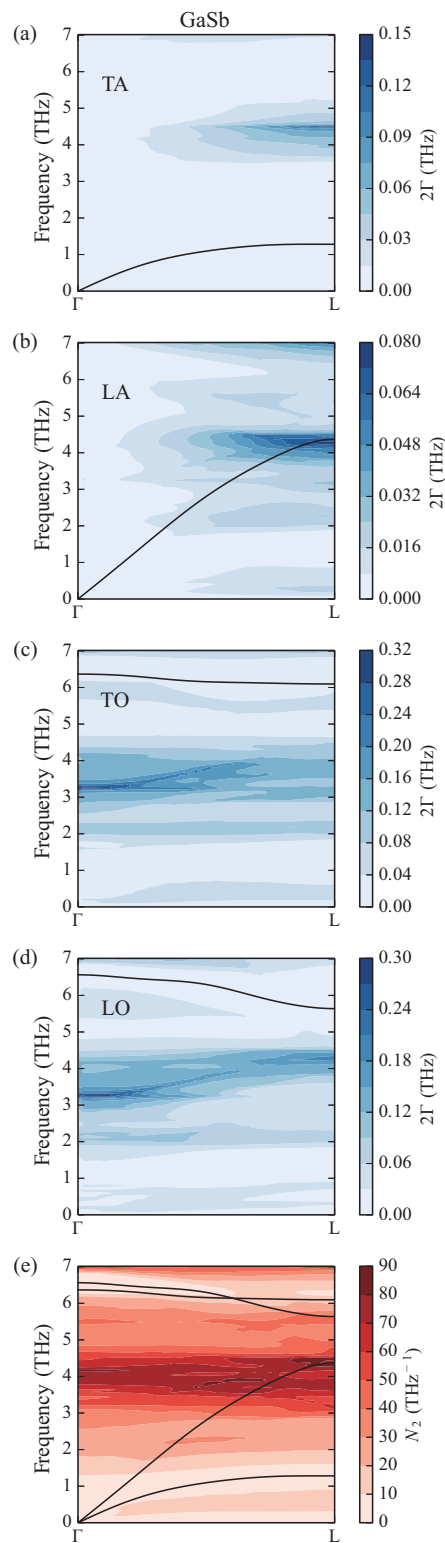 GaSb
(a)
TA
Frequency (THz)
7
6
5
4
3
2
1
0
Γ
L
0.15
0.12
0.09
0.06
0.03
0.00
2Γ (THz)
(b)
LA
Frequency (THz)
7
6
5
4
3
2
1
0
Γ
L
0.080
0.064
0.048
0.032
0.016
0.000
2Γ (THz)
(c)
TO
Frequency (THz)
7
6
5
4
3
2
1
0
Γ
L
0.32
0.28
0.24
0.20
0.16
0.12
0.08
0.04
0.00
2Γ (THz)
(d)
LO
Frequency (THz)
7
6
5
4
3
2
1
0
Γ
L
0.30
0.24
0.18
0.12
0.06
0.00
2Γ (THz)
(e)
Frequency (THz)
7
6
5
4
3
2
1
0
Γ
L
90
80
70
60
50
40
30
20
10
0
N₂ (THz⁻¹)